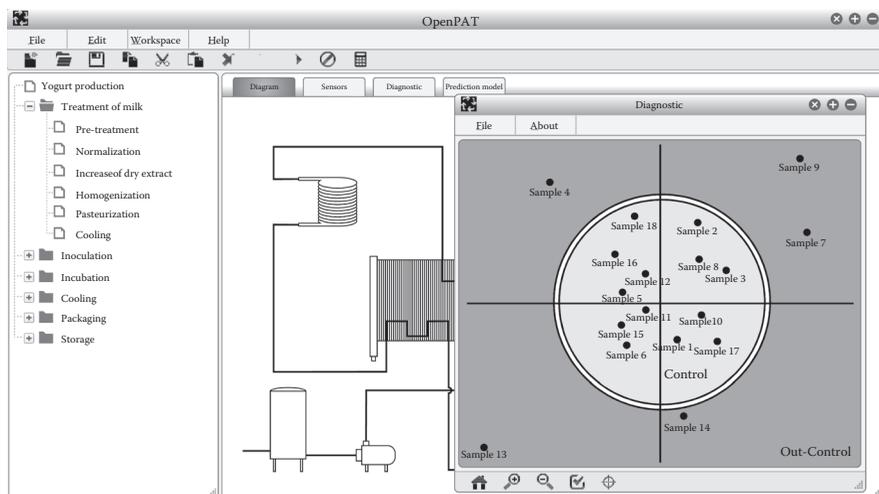 OpenPAT
File Edit Workspace Help
Yogurt production
Treatment of milk
Pre-treatment
Normalization
Increaseof dry extract
Homogenization
Pasteurization
Cooling
Inoculation
Incubation
Cooling
Packaging
Storage
Diagram Sensors Diagnostic Prediction model
Diagnostic
File About
Sample 9
Sample 4
Sample 18
Sample 2
Sample 7
Sample 16
Sample 8
Sample 3
Sample 12
Sample 5
Sample 11
Sample10
Sample 15
Sample 6
Sample 1
Sample 17
Control
Sample 14
Sample 13
Out-Control